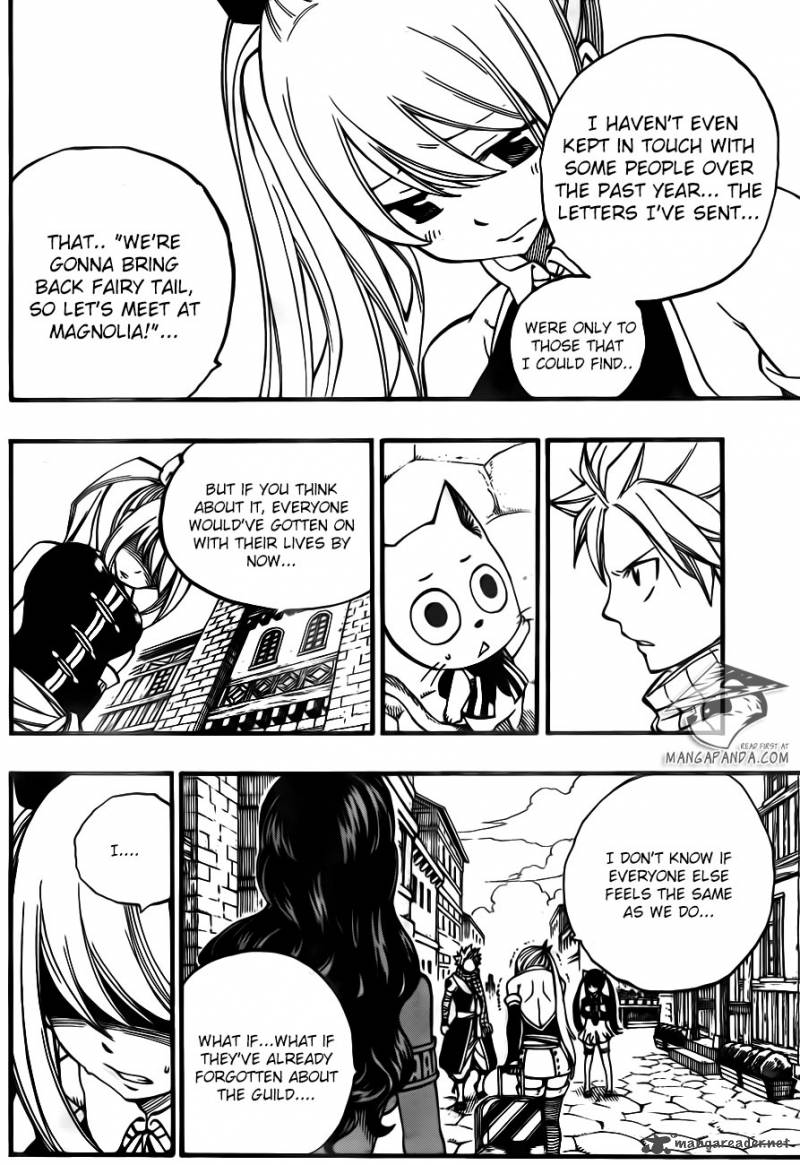 I HAVEN'T EVEN
KEPT IN TOUCH WITH
SOME PEOPLE OVER
THE PAST YEAR... THE
LETTERS I'VE SENT...
WERE ONLY TO
THOSE THAT
I COULD FIND..
THAT.. "WE'RE
GONNA BRING
BACK FAIRY TAIL,
SO LET'S MEET AT
MAGNOLIA!"...
BUT IF YOU THINK
ABOUT IT, EVERYONE
WOULD'VE GOTTEN ON
WITH THEIR LIVES BY
NOW...
READ FIRST AT
MANGAPANDA.COM
I....
I DON'T KNOW IF
EVERYONE ELSE
FEELS THE SAME
AS WE DO...
WHAT IF...WHAT IF
THEY'VE ALREADY
FORGOTTEN ABOUT
THE GUILD....
mangareader.net